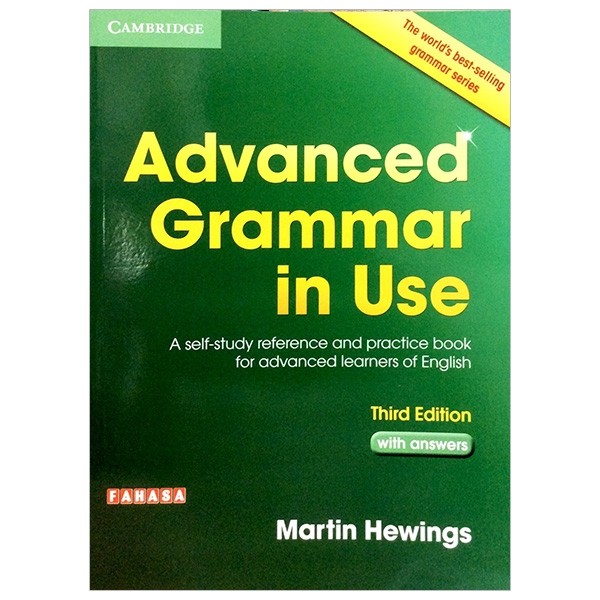 CAMBRIDGE
The world's best-selling
grammar series
Advanced
Grammar
in Use
A self-study reference and practice book
for advanced learners of English
Third Edition
with answers
FAHASA
Martin Hewings